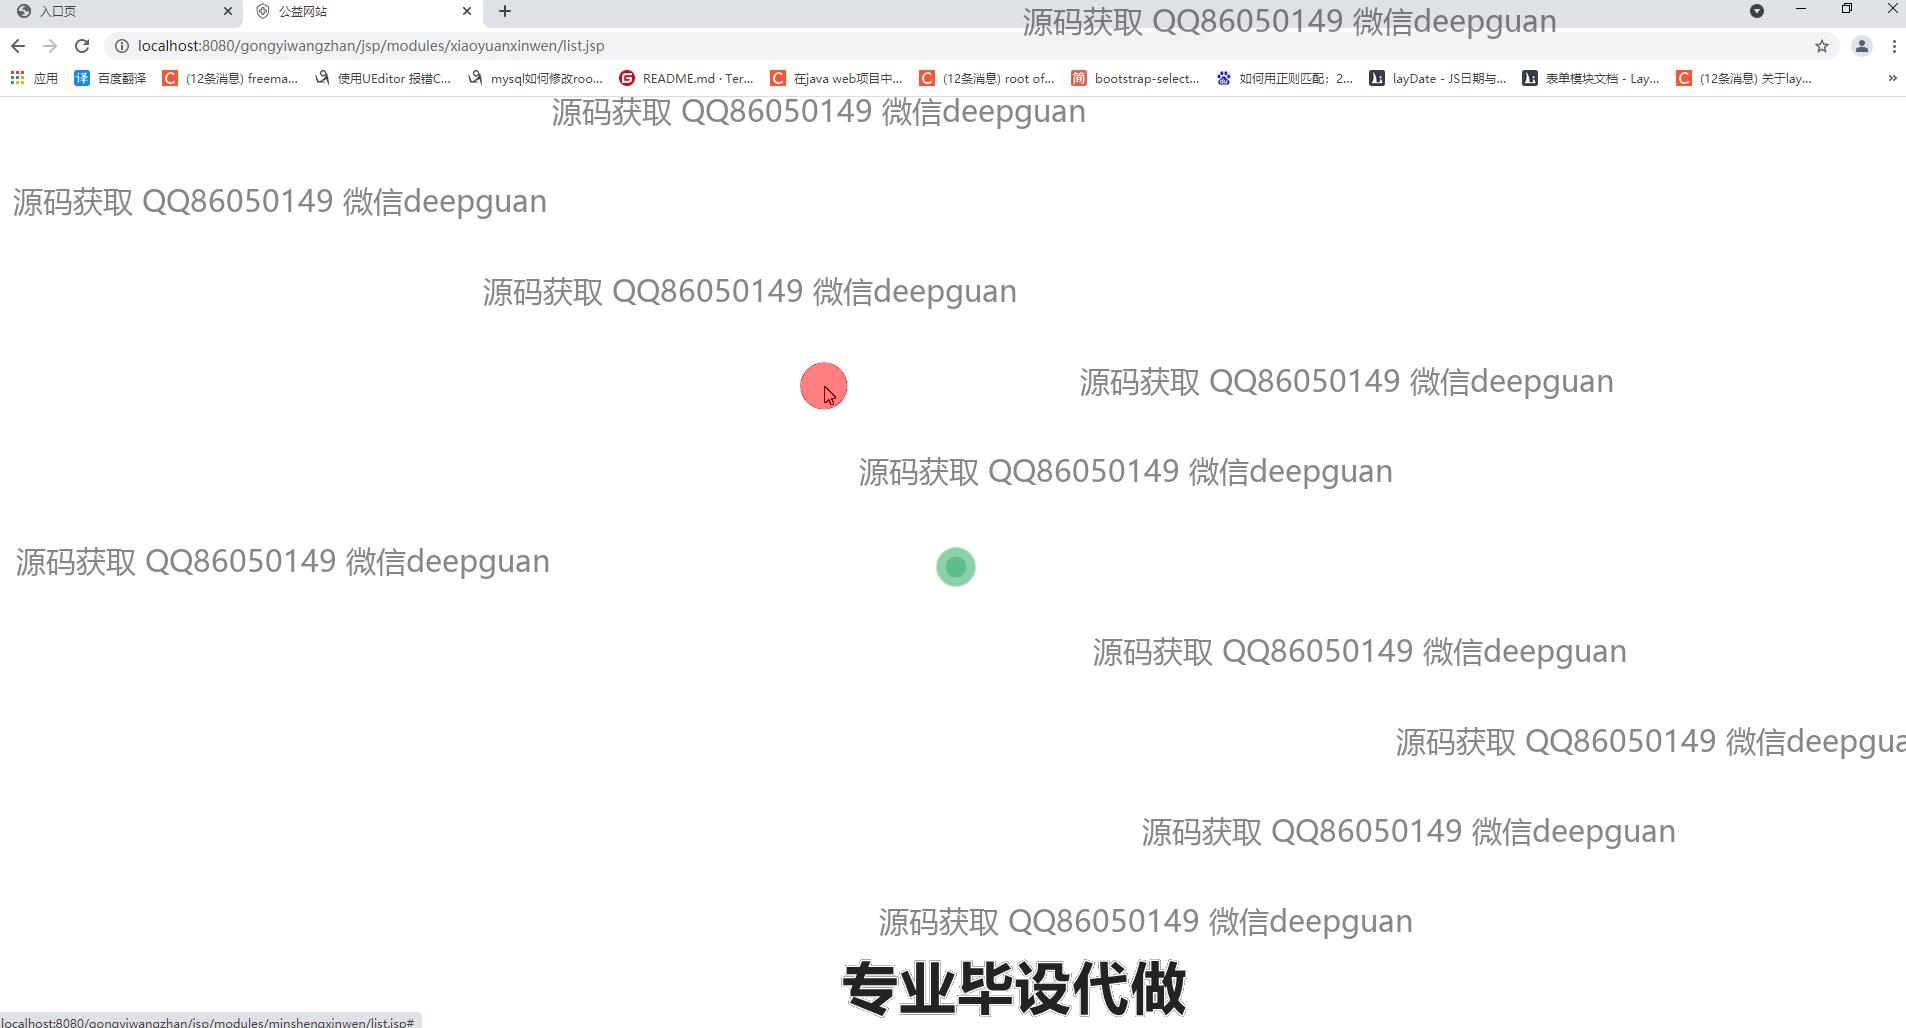 入口页
公益网站
源码获取 QQ86050149 微信deepguan
localhost:8080/gongyiwangzhan/jsp/modules/xiaoyuanxinwen/list.jsp
应用
百度翻译
(12条消息) freema...
使用UEditor 报错C...
mysql如何修改roo...
README.md · Ter...
在java web项目中...
(12条消息) root of...
bootstrap-select...
如何用正则匹配：2...
layDate - JS日期与...
表单模块文档 - Lay...
(12条消息) 关于lay...
源码获取 QQ86050149 微信deepguan
源码获取 QQ86050149 微信deepguan
源码获取 QQ86050149 微信deepguan
源码获取 QQ86050149 微信deepguan
源码获取 QQ86050149 微信deepguan
源码获取 QQ86050149 微信deepguan
源码获取 QQ86050149 微信deepguan
源码获取 QQ86050149 微信deepgua
源码获取 QQ86050149 微信deepguan
源码获取 QQ86050149 微信deepguan
专业毕设代做
localhost:8080/gongyiwangzhan/jsp/modules/minshengxinwen/list.jsp#